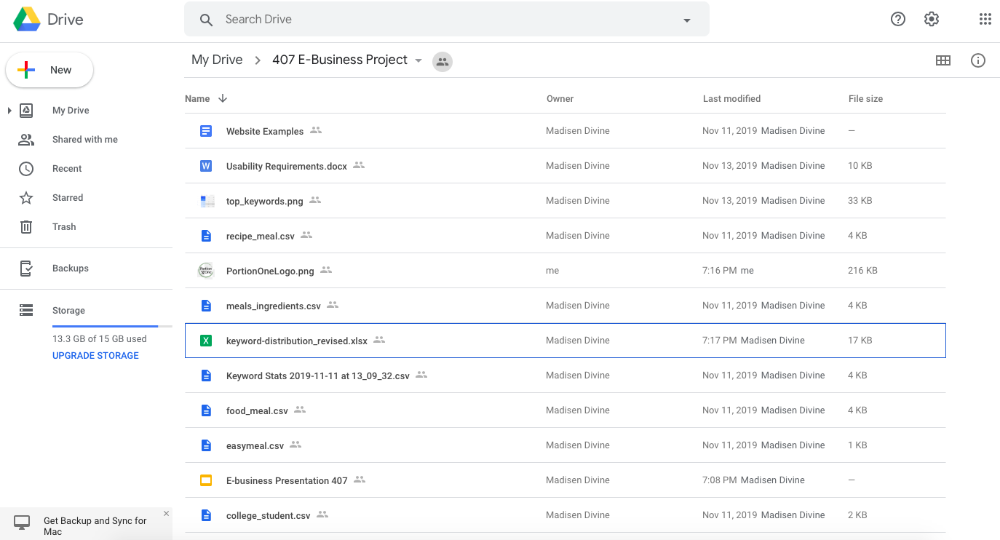 Drive
Search Drive
New
My Drive
Shared with me
Recent
Starred
Trash
Backups
Storage
13.3 GB of 15 GB used
UPGRADE STORAGE
Get Backup and Sync for
Mac
My Drive 407 E-Business Project
Name Owner Last modified File size
Website Examples Madisen Divine Nov 11, 2019 Madisen Divine —
W Usability Requirements.docx Madisen Divine Nov 13, 2019 Madisen Divine 10 KB
top_keywords.png Madisen Divine Nov 13, 2019 Madisen Divine 33 KB
recipe_meal.csv Madisen Divine Nov 11, 2019 Madisen Divine 4 KB
Portion One PortionOneLogo.png me 7:16 PM me 216 KB
meals_ingredients.csv Madisen Divine Nov 11, 2019 Madisen Divine 4 KB
X keyword-distribution_revised.xlsx Madisen Divine 7:17 PM Madisen Divine 17 KB
Keyword Stats 2019-11-11 at 13_09_32.csv Madisen Divine Nov 11, 2019 Madisen Divine 4 KB
food_meal.csv Madisen Divine Nov 11, 2019 Madisen Divine 4 KB
easymeal.csv Madisen Divine Nov 11, 2019 Madisen Divine 1 KB
E-business Presentation 407 Madisen Divine 7:08 PM Madisen Divine —
college_student.csv Madisen Divine Nov 11, 2019 Madisen Divine 2 KB